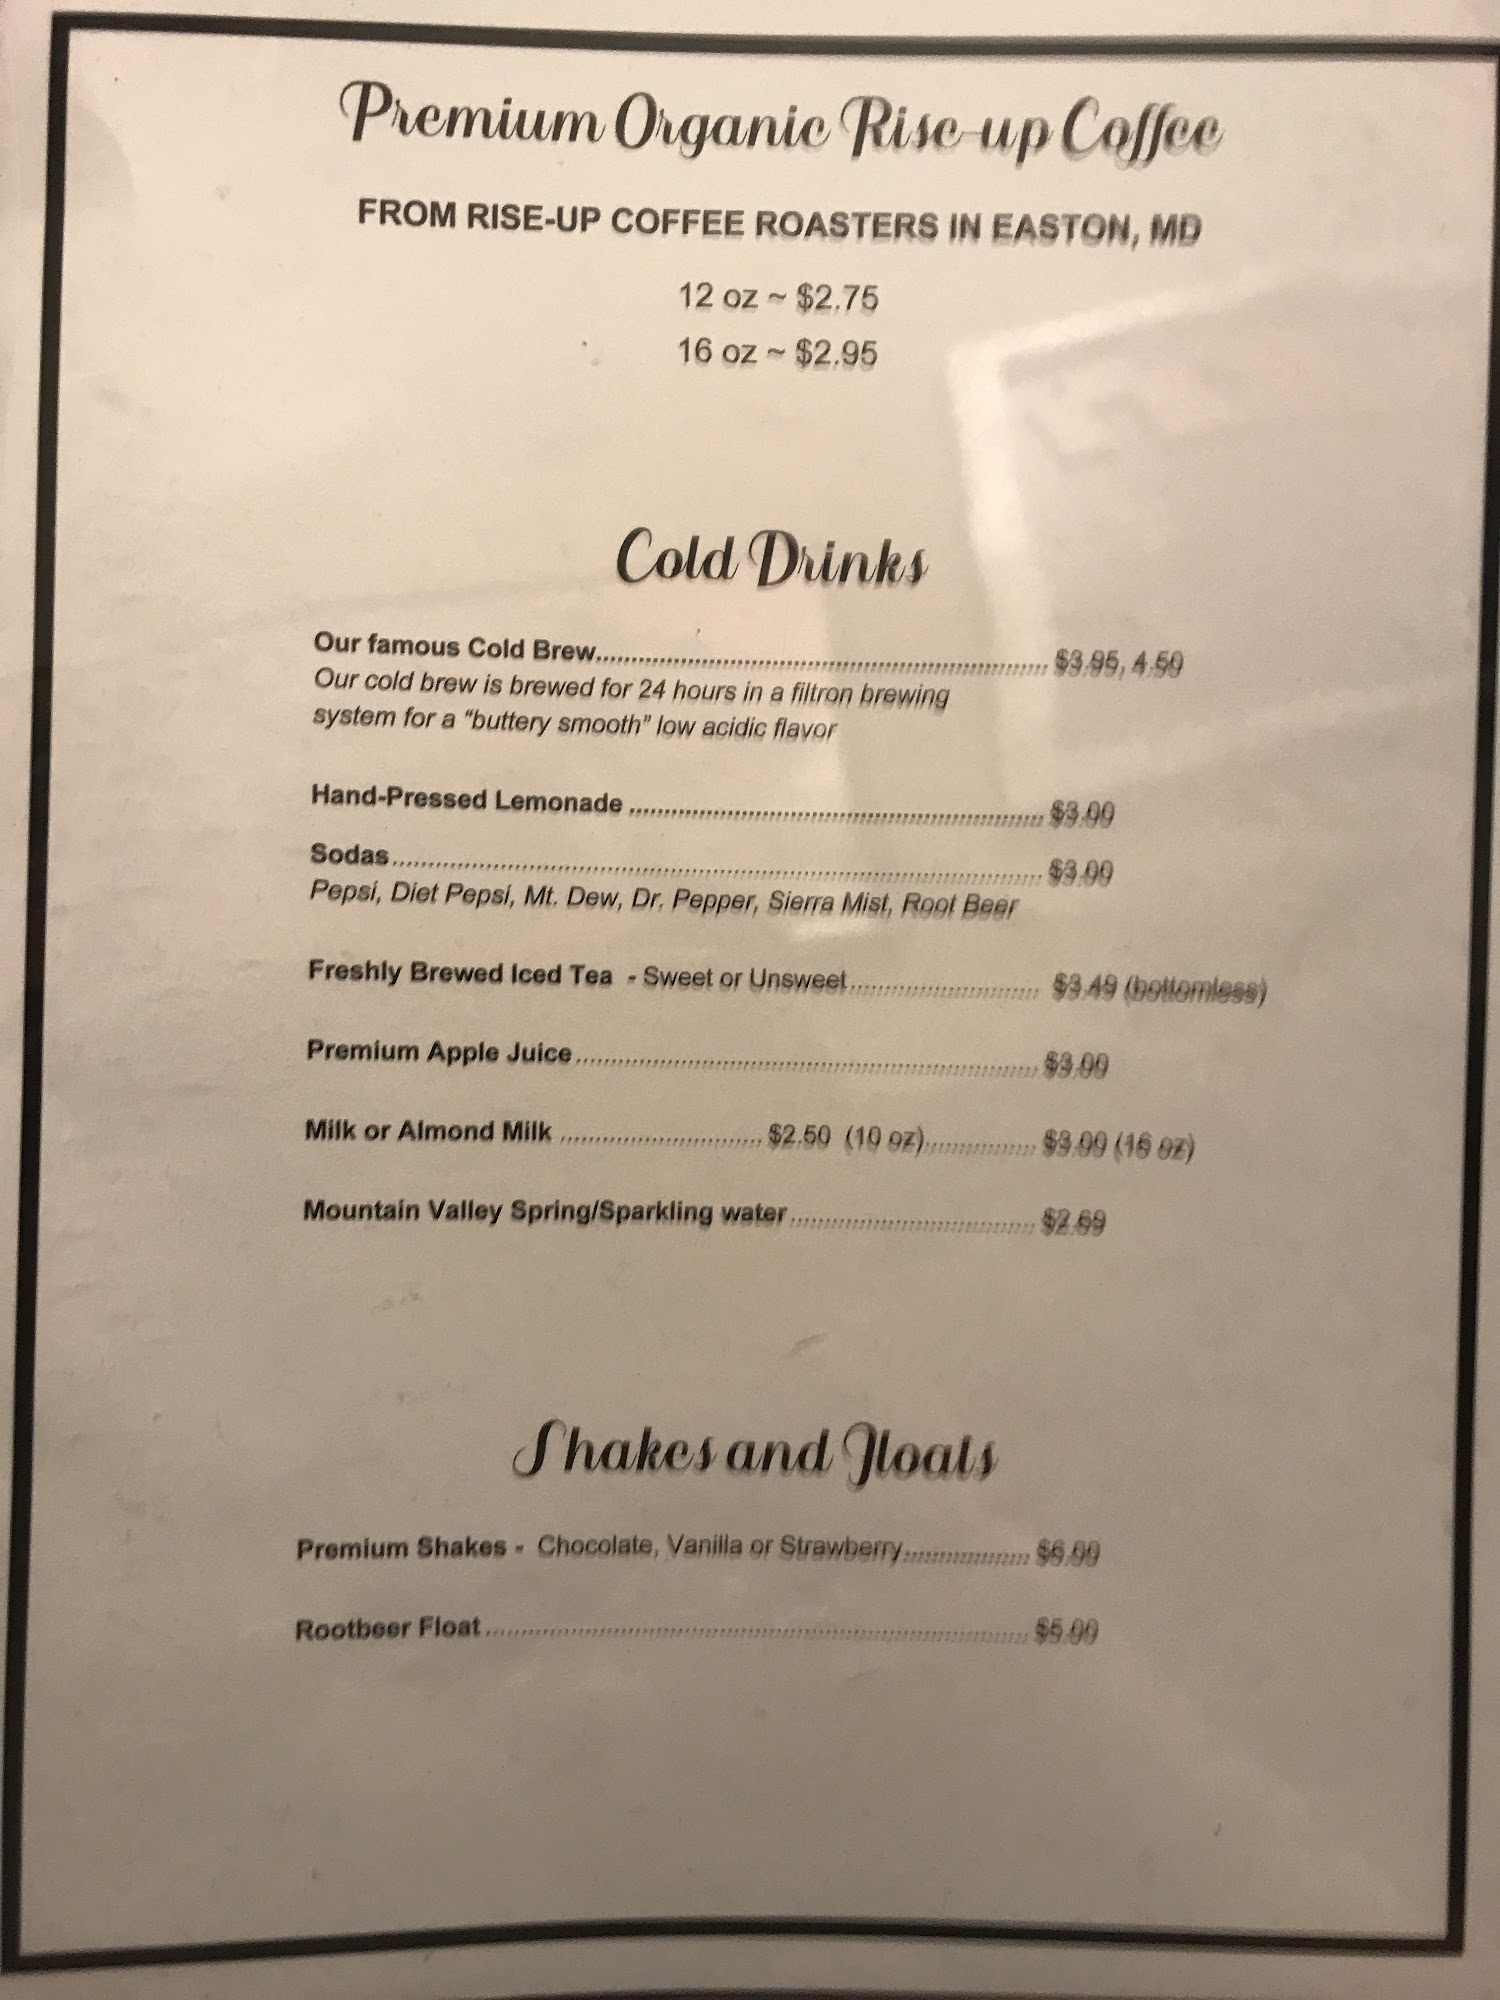 Premium Organic Rise-up Coffee
FROM RISE-UP COFFEE ROASTERS IN EASTON, MD
12 oz ~ $2.75
16 oz ~ $2.95
Cold Drinks
Our famous Cold Brew.......................................................... $3.95, 4.50
Our cold brew is brewed for 24 hours in a filtron brewing
system for a “buttery smooth” low acidic flavor
Hand-Pressed Lemonade ...................................................... $3.00
Sodas.................................................................................... $3.00
Pepsi, Diet Pepsi, Mt. Dew, Dr. Pepper, Sierra Mist, Root Beer
Freshly Brewed Iced Tea - Sweet or Unsweet......................... $3.49 (bottomless)
Premium Apple Juice............................................................ $3.00
Milk or Almond Milk .......................... $2.50 (10 oz).............. $3.00 (16 oz)
Mountain Valley Spring/Sparkling water................................ $2.69
Shakes and Floats
Premium Shakes - Chocolate, Vanilla or Strawberry................ $6.00
Rootbeer Float...................................................................... $5.00